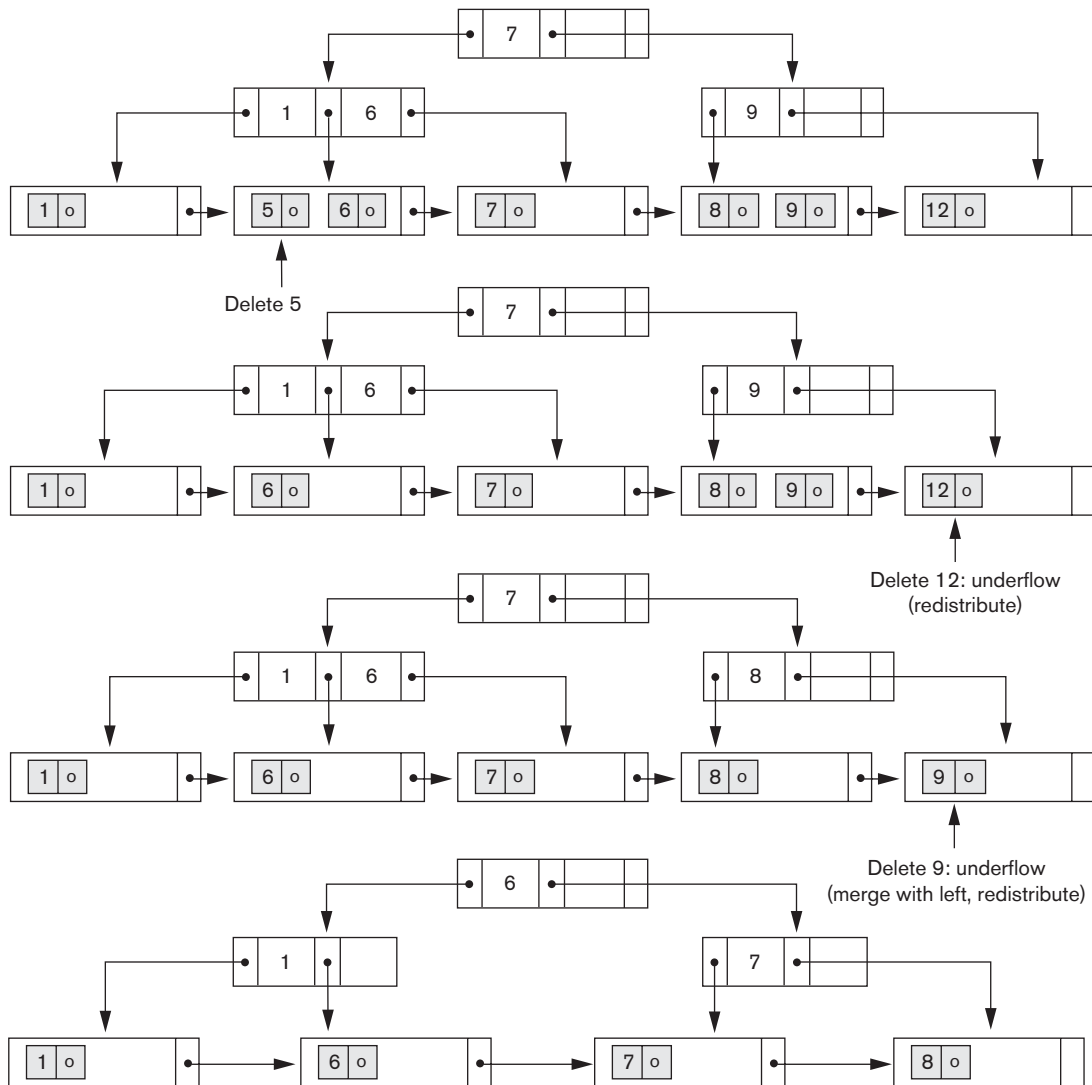 7
1 6 9
1 o 5 o 6 o 7 o 8 o 9 o 12 o
Delete 5
7
1 6 9
1 o 6 o 7 o 8 o 9 o 12 o
Delete 12: underflow
(redistribute)
7
1 6 8
1 o 6 o 7 o 8 o 9 o
Delete 9: underflow
(merge with left, redistribute)
6
1 7
1 o 6 o 7 o 8 o